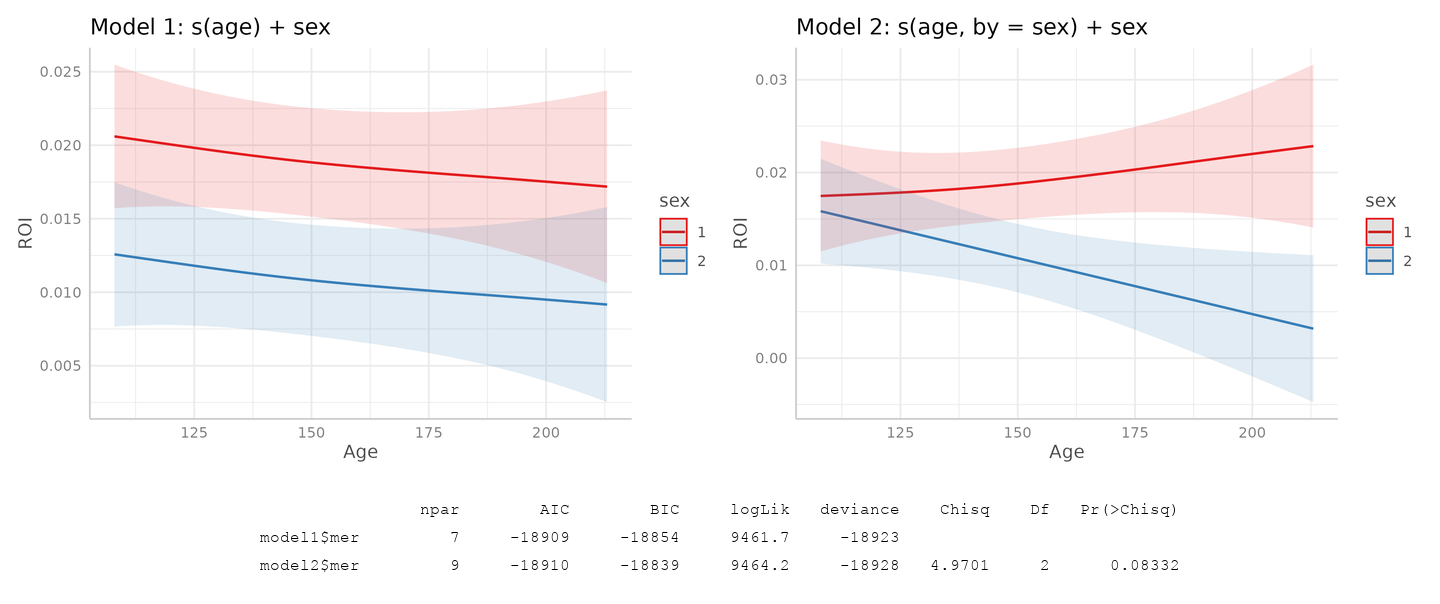 Model 1: s(age) + sex
0.025
0.020
0.015
0.010
0.005
ROI
125 150 175 200
Age
sex
1
2
Model 2: s(age, by = sex) + sex
0.03
0.02
0.01
0.00
ROI
125 150 175 200
Age
sex
1
2
npar AIC BIC logLik deviance Chisq Df Pr(>Chisq)
model1$mer 7 -18909 -18854 9461.7 -18923
model2$mer 9 -18910 -18839 9464.2 -18928 4.9701 2 0.08332